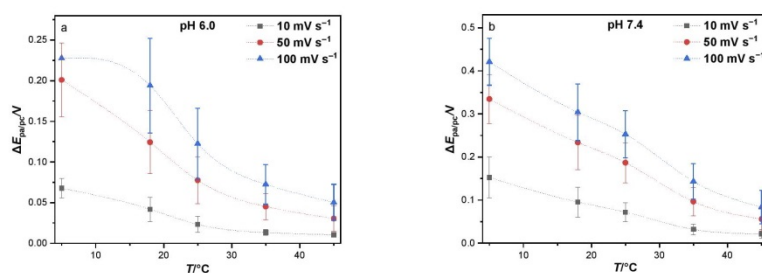 a
pH 6.0
10 mV s⁻¹
50 mV s⁻¹
100 mV s⁻¹
0.25
0.20
0.15
0.10
0.05
0.00
ΔEpa/pc/V
10
20
30
40
T/°C
b
pH 7.4
10 mV s⁻¹
50 mV s⁻¹
100 mV s⁻¹
0.5
0.4
0.3
0.2
0.1
0.0
ΔEpa/pc/V
10
20
30
40
T/°C